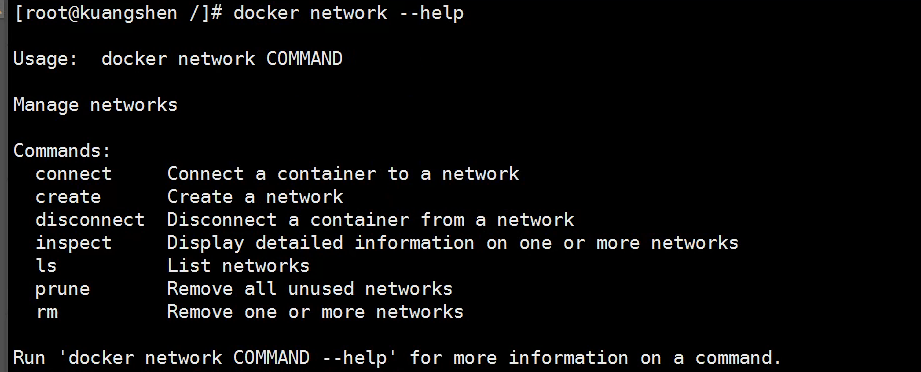 [root@kuangshen /]# docker network --help
Usage:  docker network COMMAND
Manage networks
Commands:
  connect     Connect a container to a network
  create      Create a network
  disconnect  Disconnect a container from a network
  inspect     Display detailed information on one or more networks
  ls          List networks
  prune       Remove all unused networks
  rm          Remove one or more networks
Run 'docker network COMMAND --help' for more information on a command.